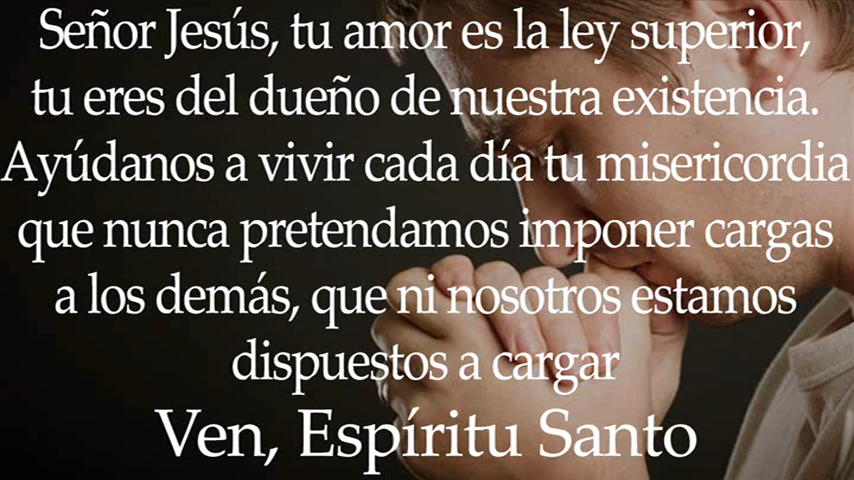 Señor Jesús, tu amor es la ley superior,
tu eres del dueño de nuestra existencia.
Ayúdanos a vivir cada día tu misericordia
que nunca pretendamos imponer cargas
a los demás, que ni nosotros estamos
dispuestos a cargar
Ven, Espíritu Santo